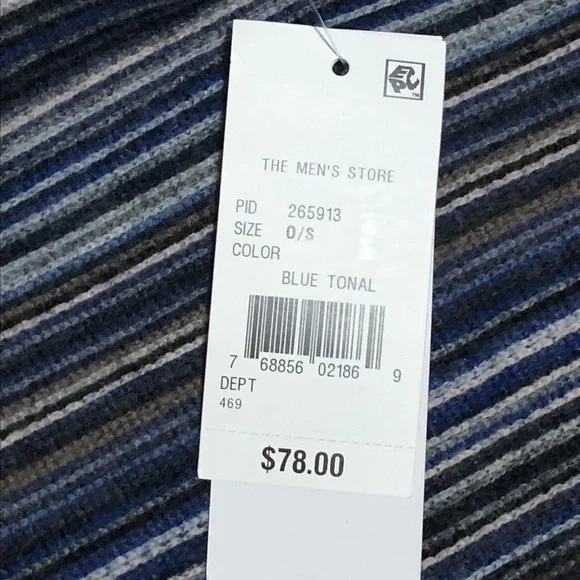 THE MEN'S STORE
PID 265913
SIZE O/S
COLOR
BLUE TONAL
7 68856 02186 9
DEPT
469
$78.00